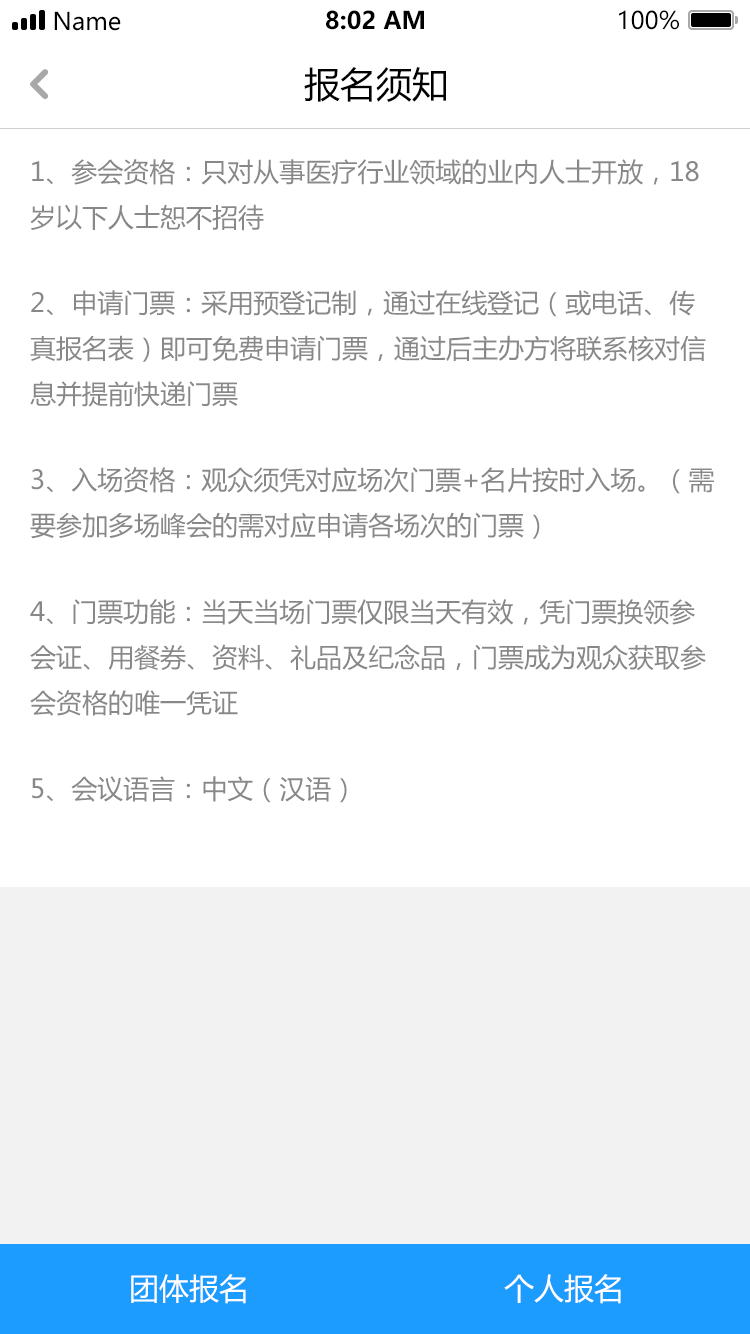 Name 8:02 AM 100%
报名须知
1、参会资格：只对从事医疗行业领域的业内人士开放，18
岁以下人士恕不招待
2、申请门票：采用预登记制，通过在线登记（或电话、传
真报名表）即可免费申请门票，通过后主办方将联系核对信
息并提前快递门票
3、入场资格：观众须凭对应场次门票+名片按时入场。（需
要参加多场峰会的需对应申请各场次的门票）
4、门票功能：当天当场门票仅限当天有效，凭门票换领参
会证、用餐券、资料、礼品及纪念品，门票成为观众获取参
会资格的唯一凭证
5、会议语言：中文（汉语）
团体报名 个人报名